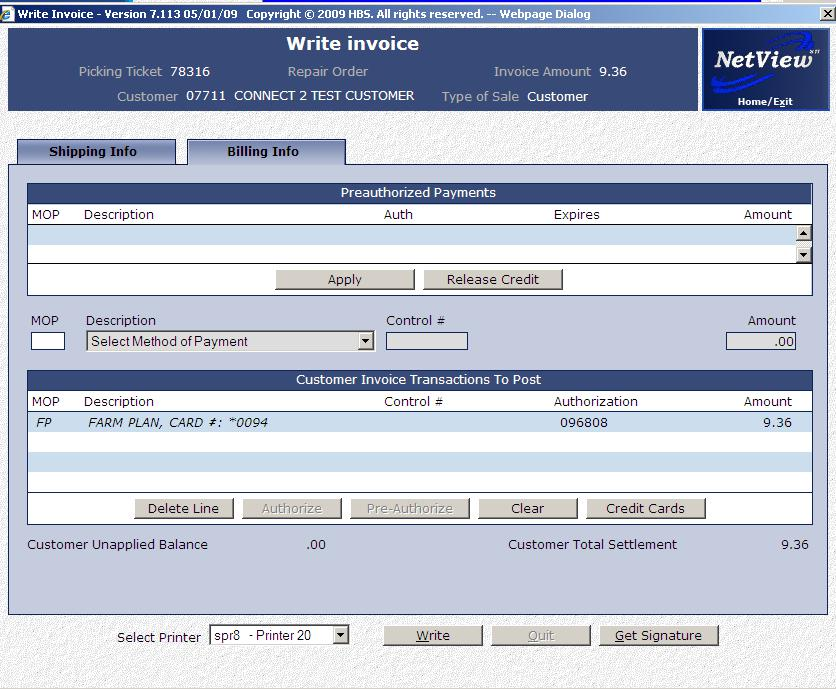 Write Invoice - Version 7.113 05/01/09 Copyright © 2009 HBS. All rights reserved. -- Webpage Dialog
Write invoice
Picking Ticket 78316 Repair Order Invoice Amount 9.36
Customer 07711 CONNECT 2 TEST CUSTOMER Type of Sale Customer
NetView SM
Home/Exit
Shipping Info Billing Info
Preauthorized Payments
MOP Description Auth Expires Amount
Apply Release Credit
MOP Description Control # Amount
Select Method of Payment .00
Customer Invoice Transactions To Post
MOP Description Control # Authorization Amount
FP FARM PLAN, CARD #: *0094 096808 9.36
Delete Line Authorize Pre-Authorize Clear Credit Cards
Customer Unapplied Balance .00 Customer Total Settlement 9.36
Select Printer spr8 - Printer 20 Write Quit Get Signature